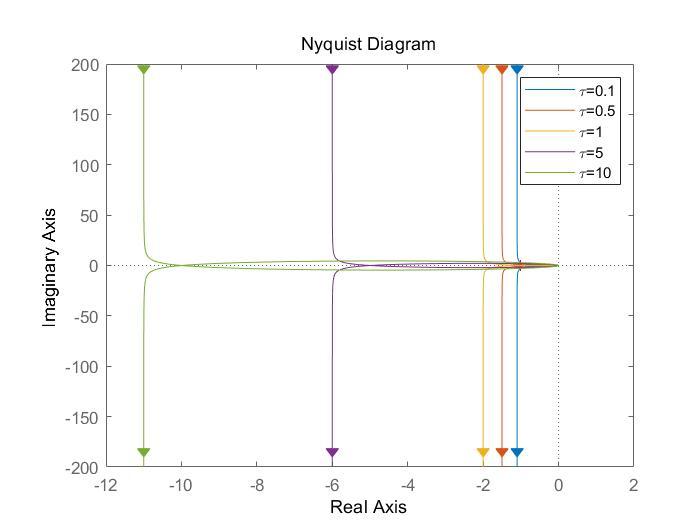 Nyquist Diagram
200
150
100
50
0
-50
-100
-150
-200
Imaginary Axis
τ=0.1
τ=0.5
τ=1
τ=5
τ=10
-12 -10 -8 -6 -4 -2 0 2
Real Axis